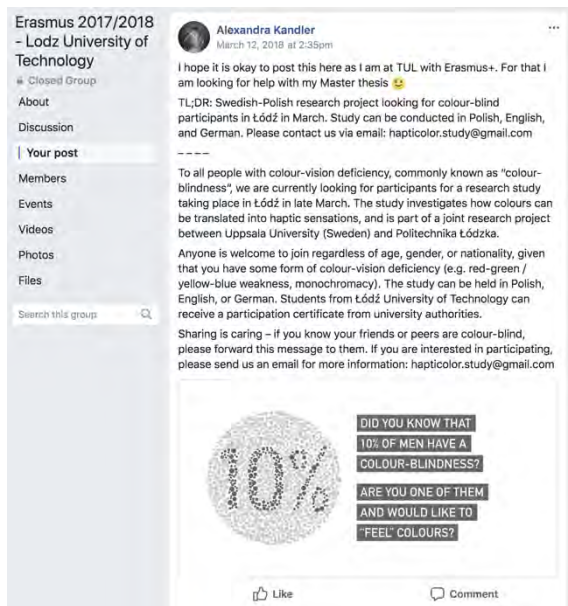 Erasmus 2017/2018
- Lodz University of
Technology
Closed Group
About
Discussion
Your post
Members
Events
Videos
Photos
Files
Search this group
Alexandra Kandler
March 12, 2018 at 2:35pm
...
I hope it is okay to post this here as I am at TUL with Erasmus+. For that I
am looking for help with my Master thesis 😉
TL;DR: Swedish-Polish research project looking for colour-blind
participants in Łódź in March. Study can be conducted in Polish, English,
and German. Please contact us via email: hapticolor.study@gmail.com
----
To all people with colour-vision deficiency, commonly known as "colour-
blindness", we are currently looking for participants for a research study
taking place in Łódź in late March. The study investigates how colours can
be translated into haptic sensations, and is part of a joint research project
between Uppsala University (Sweden) and Politechnika Łódzka.
Anyone is welcome to join regardless of age, gender, or nationality, given
that you have some form of colour-vision deficiency (e.g. red-green /
yellow-blue weakness, monochromacy). The study can be held in Polish,
English, or German. Students from Łódź University of Technology can
receive a participation certificate from university authorities.
Sharing is caring – if you know your friends or peers are colour-blind,
please forward this message to them. If you are interested in participating,
please send us an email for more information: hapticolor.study@gmail.com
10%
DID YOU KNOW THAT
10% OF MEN HAVE A
COLOUR-BLINDNESS?
ARE YOU ONE OF THEM
AND WOULD LIKE TO
"FEEL" COLOURS?
Like
Comment